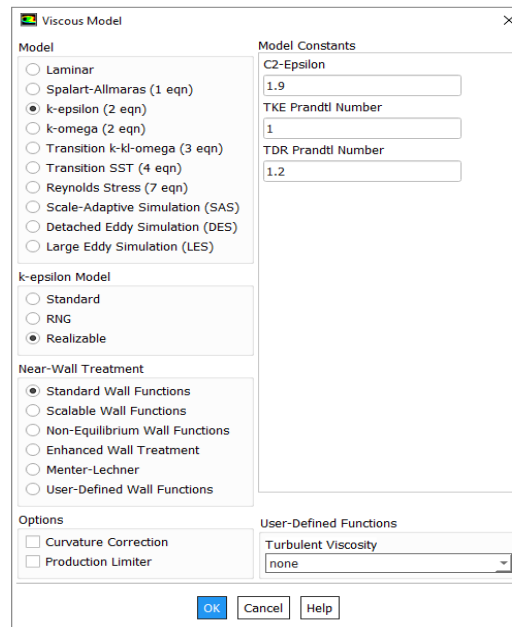 Viscous Model
Model
Laminar
Spalart-Allmaras (1 eqn)
k-epsilon (2 eqn)
k-omega (2 eqn)
Transition k-kl-omega (3 eqn)
Transition SST (4 eqn)
Reynolds Stress (7 eqn)
Scale-Adaptive Simulation (SAS)
Detached Eddy Simulation (DES)
Large Eddy Simulation (LES)
k-epsilon Model
Standard
RNG
Realizable
Near-Wall Treatment
Standard Wall Functions
Scalable Wall Functions
Non-Equilibrium Wall Functions
Enhanced Wall Treatment
Menter-Lechner
User-Defined Wall Functions
Options
Curvature Correction
Production Limiter
Model Constants
C2-Epsilon
1.9
TKE Prandtl Number
1
TDR Prandtl Number
1.2
User-Defined Functions
Turbulent Viscosity
none
OK Cancel Help